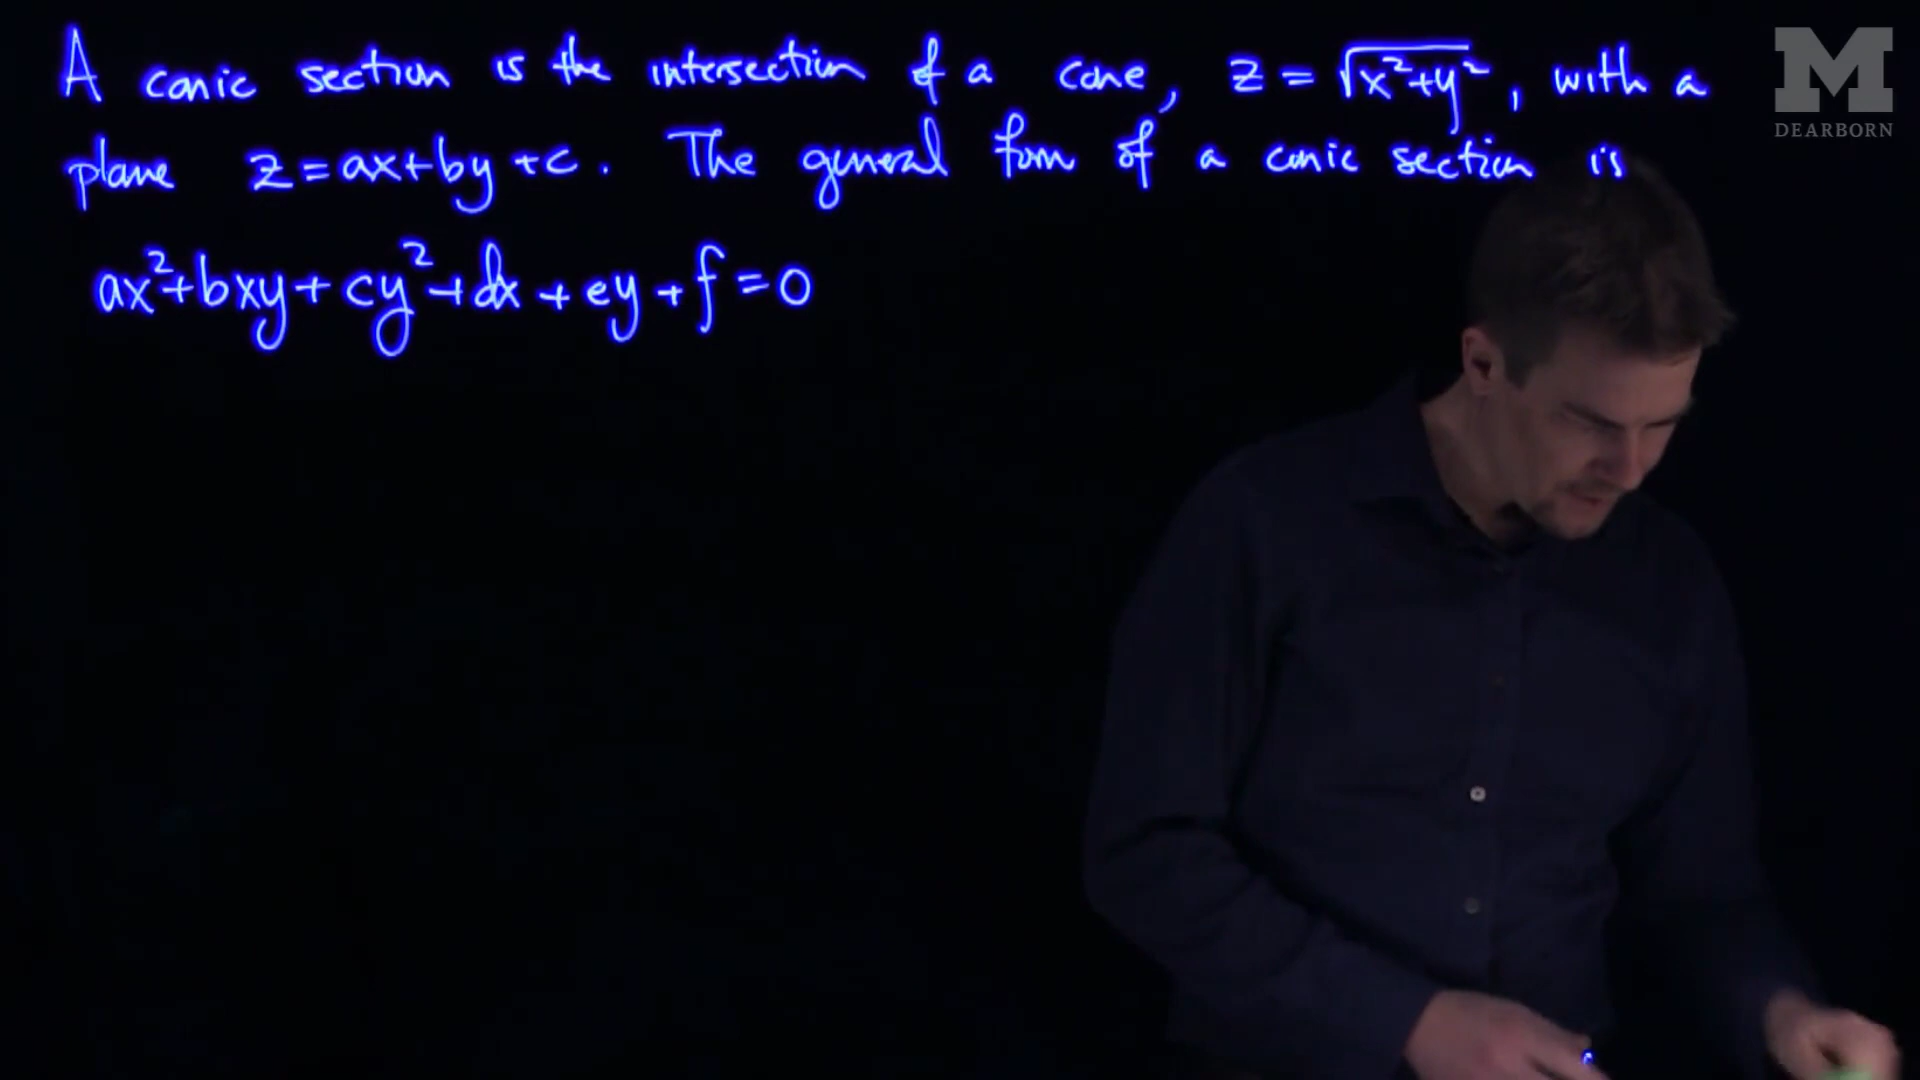 A conic section is the intersection of a cone, z = √x²+y², with a
plane z = ax+by+c. The general form of a conic section is
ax²+bxy+cy²+dx+ey+f=0
M
DEARBORN